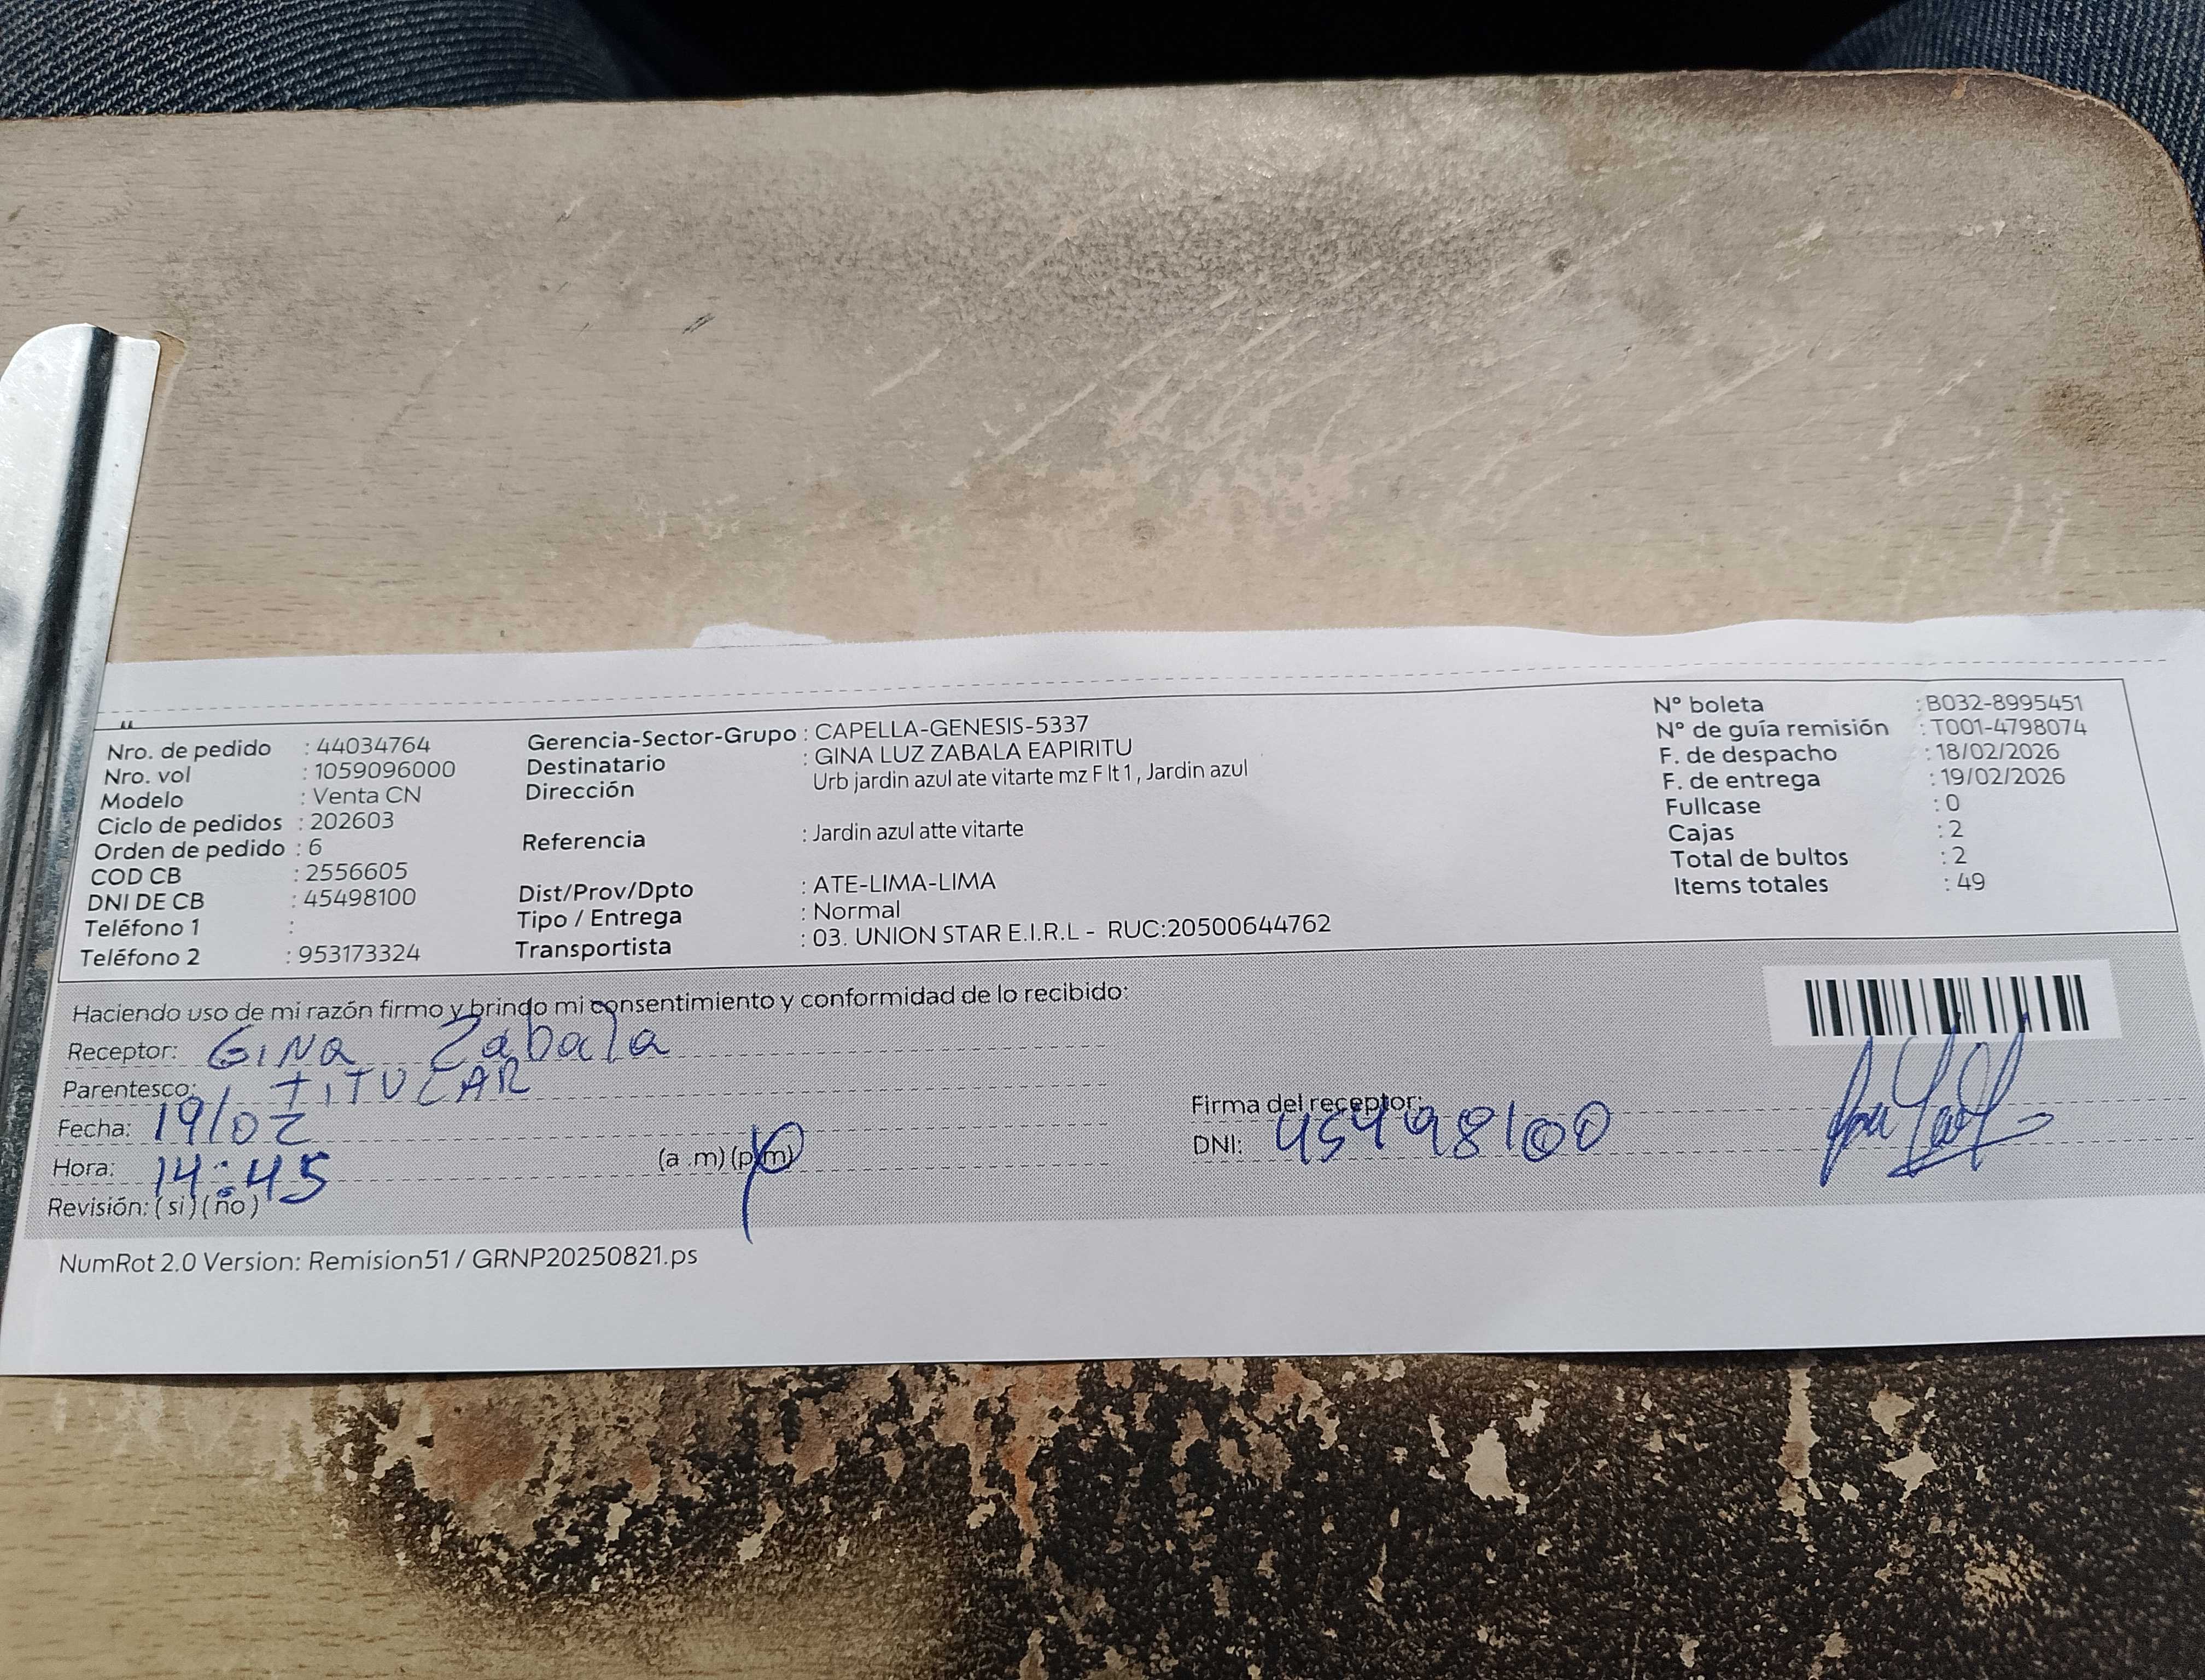 Nro. de pedido : 44034764
Nro. vol : 1059096000
Modelo : Venta CN
Ciclo de pedidos : 202603
Orden de pedido : 6
COD CB : 2556605
DNI DE CB : 45498100
Teléfono 1 :
Teléfono 2 : 953173324
Gerencia-Sector-Grupo : CAPELLA-GENESIS-5337
Destinatario : GINA LUZ ZABALA EAPIRITU
Dirección Urb jardin azul ate vitarte mz F lt 1 , Jardin azul
Referencia : Jardin azul atte vitarte
Dist/Prov/Dpto : ATE-LIMA-LIMA
Tipo / Entrega : Normal
Transportista : 03. UNION STAR E.I.R.L - RUC:20500644762
N° boleta : B032-8995451
N° de guía remisión : T001-4798074
F. de despacho : 18/02/2026
F. de entrega : 19/02/2026
Fullcase : 0
Cajas : 2
Total de bultos : 2
Items totales : 49
Haciendo uso de mi razón firmo y brindo mi consentimiento y conformidad de lo recibido:
Receptor: GINA Zabala
Parentesco: TITULAR
Fecha: 19/02
Hora: 14:45 (a .m) (p.m)
Revisión: ( si ) ( no )
Firma del receptor:
DNI: 45498100
NumRot 2.0 Version: Remision51 / GRNP20250821.ps